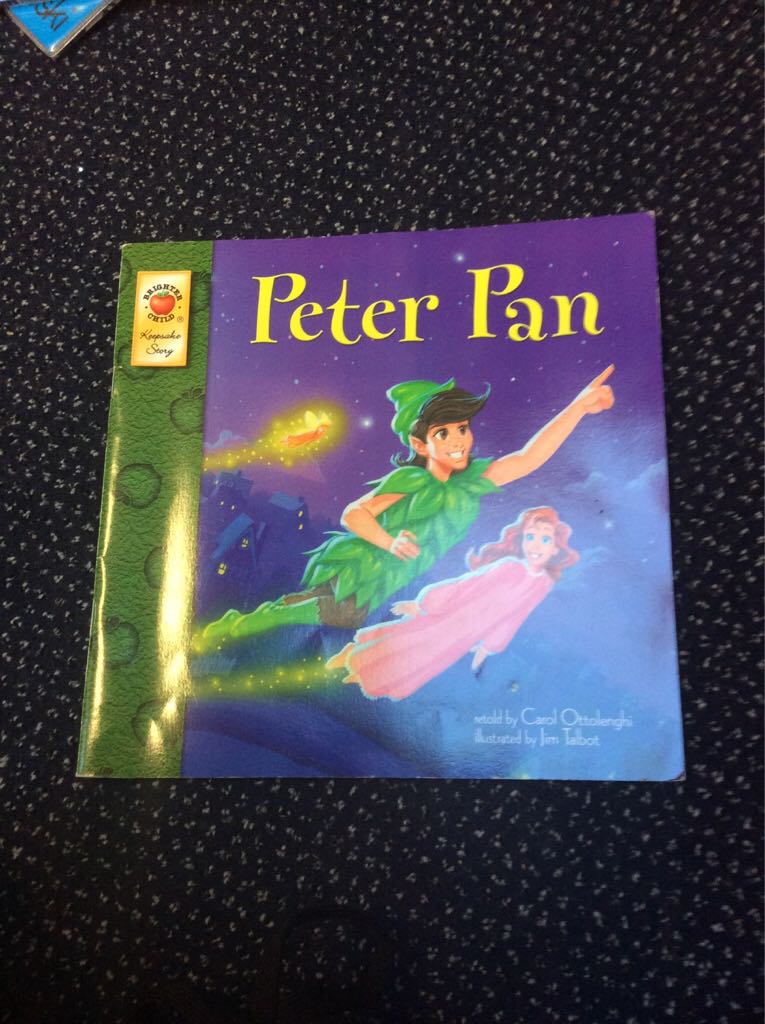 Peter Pan
BRIGHTER
CHILD®
Keepsake
Story
retold by Carol Ottolenghi
illustrated by Jim Talbot